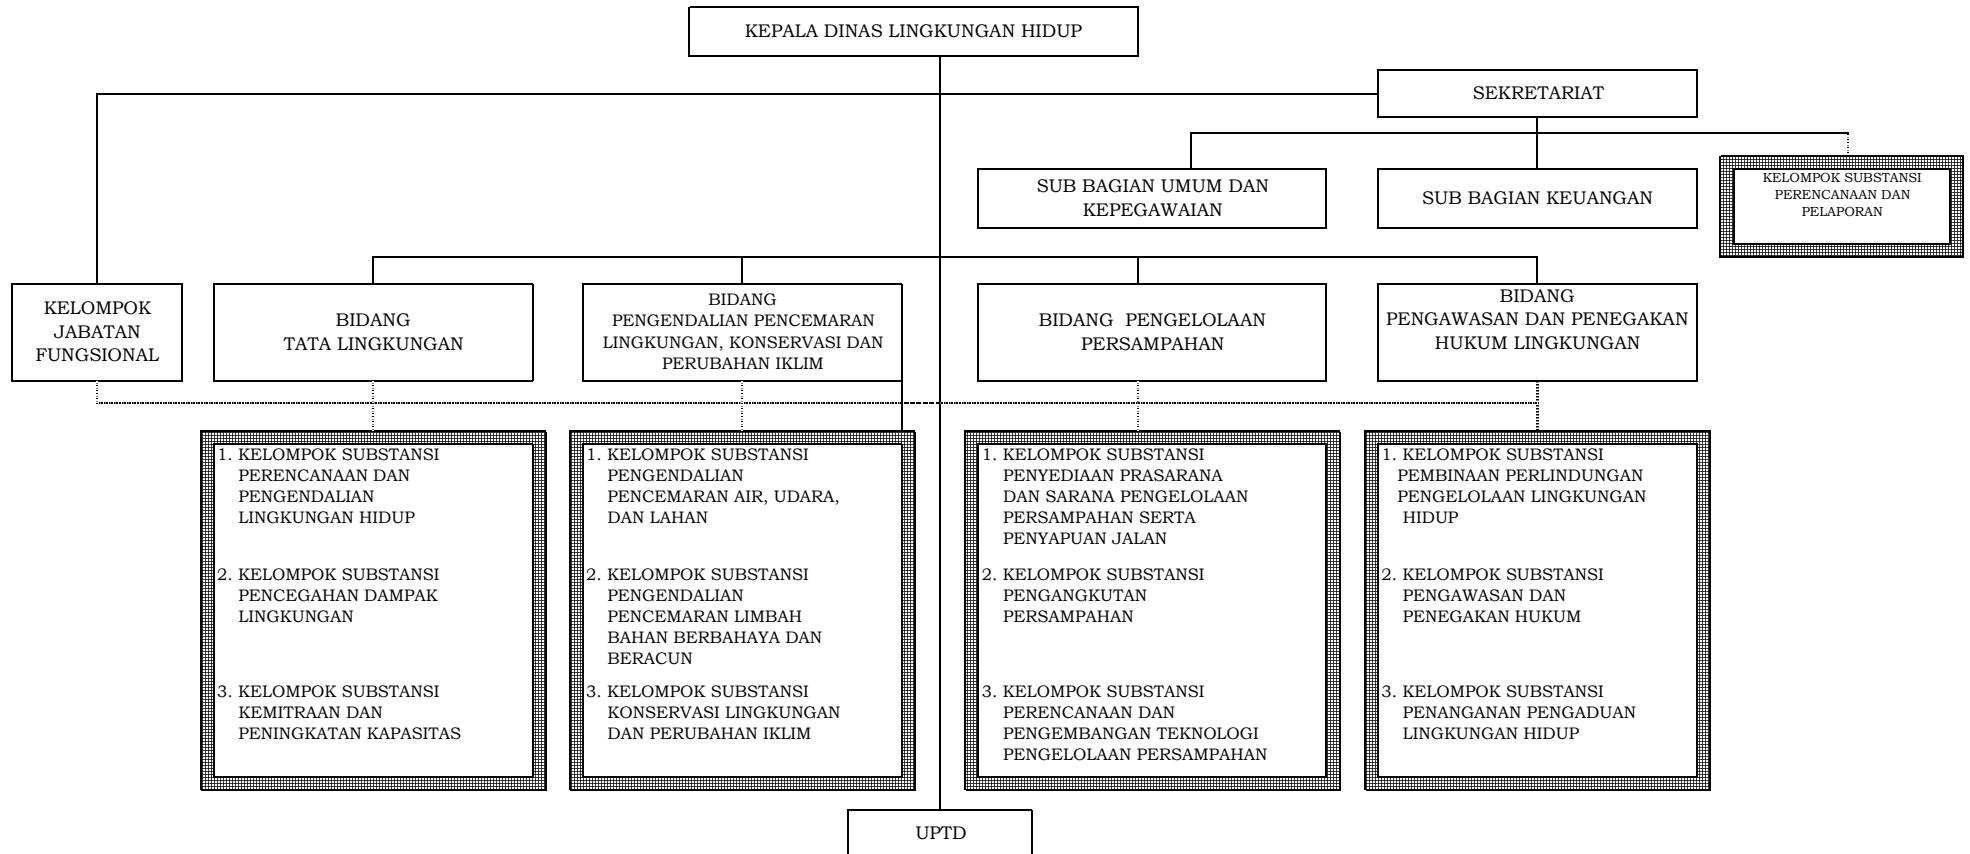 KEPALA DINAS LINGKUNGAN HIDUP
SEKRETARIAT
SUB BAGIAN UMUM DAN
KEPEGAWAIAN
SUB BAGIAN KEUANGAN
KELOMPOK SUBSTANSI
PERENCANAAN DAN
PELAPORAN
KELOMPOK
JABATAN
FUNGSIONAL
BIDANG
TATA LINGKUNGAN
BIDANG
PENGENDALIAN PENCEMARAN
LINGKUNGAN, KONSERVASI DAN
PERUBAHAN IKLIM
BIDANG PENGELOLAAN
PERSAMPAHAN
BIDANG
PENGAWASAN DAN PENEGAKAN
HUKUM LINGKUNGAN
1. KELOMPOK SUBSTANSI
PERENCANAAN DAN
PENGENDALIAN
LINGKUNGAN HIDUP
2. KELOMPOK SUBSTANSI
PENCEGAHAN DAMPAK
LINGKUNGAN
3. KELOMPOK SUBSTANSI
KEMITRAAN DAN
PENINGKATAN KAPASITAS
1. KELOMPOK SUBSTANSI
PENGENDALIAN
PENCEMARAN AIR, UDARA,
DAN LAHAN
2. KELOMPOK SUBSTANSI
PENGENDALIAN
PENCEMARAN LIMBAH
BAHAN BERBAHAYA DAN
BERACUN
3. KELOMPOK SUBSTANSI
KONSERVASI LINGKUNGAN
DAN PERUBAHAN IKLIM
1. KELOMPOK SUBSTANSI
PENYEDIAAN PRASARANA
DAN SARANA PENGELOLAAN
PERSAMPAHAN SERTA
PENYAPUAN JALAN
2. KELOMPOK SUBSTANSI
PENGANGKUTAN
PERSAMPAHAN
3. KELOMPOK SUBSTANSI
PERENCANAAN DAN
PENGEMBANGAN TEKNOLOGI
PENGELOLAAN PERSAMPAHAN
1. KELOMPOK SUBSTANSI
PEMBINAAN PERLINDUNGAN
PENGELOLAAN LINGKUNGAN
HIDUP
2. KELOMPOK SUBSTANSI
PENGAWASAN DAN
PENEGAKAN HUKUM
3. KELOMPOK SUBSTANSI
PENANGANAN PENGADUAN
LINGKUNGAN HIDUP
UPTD